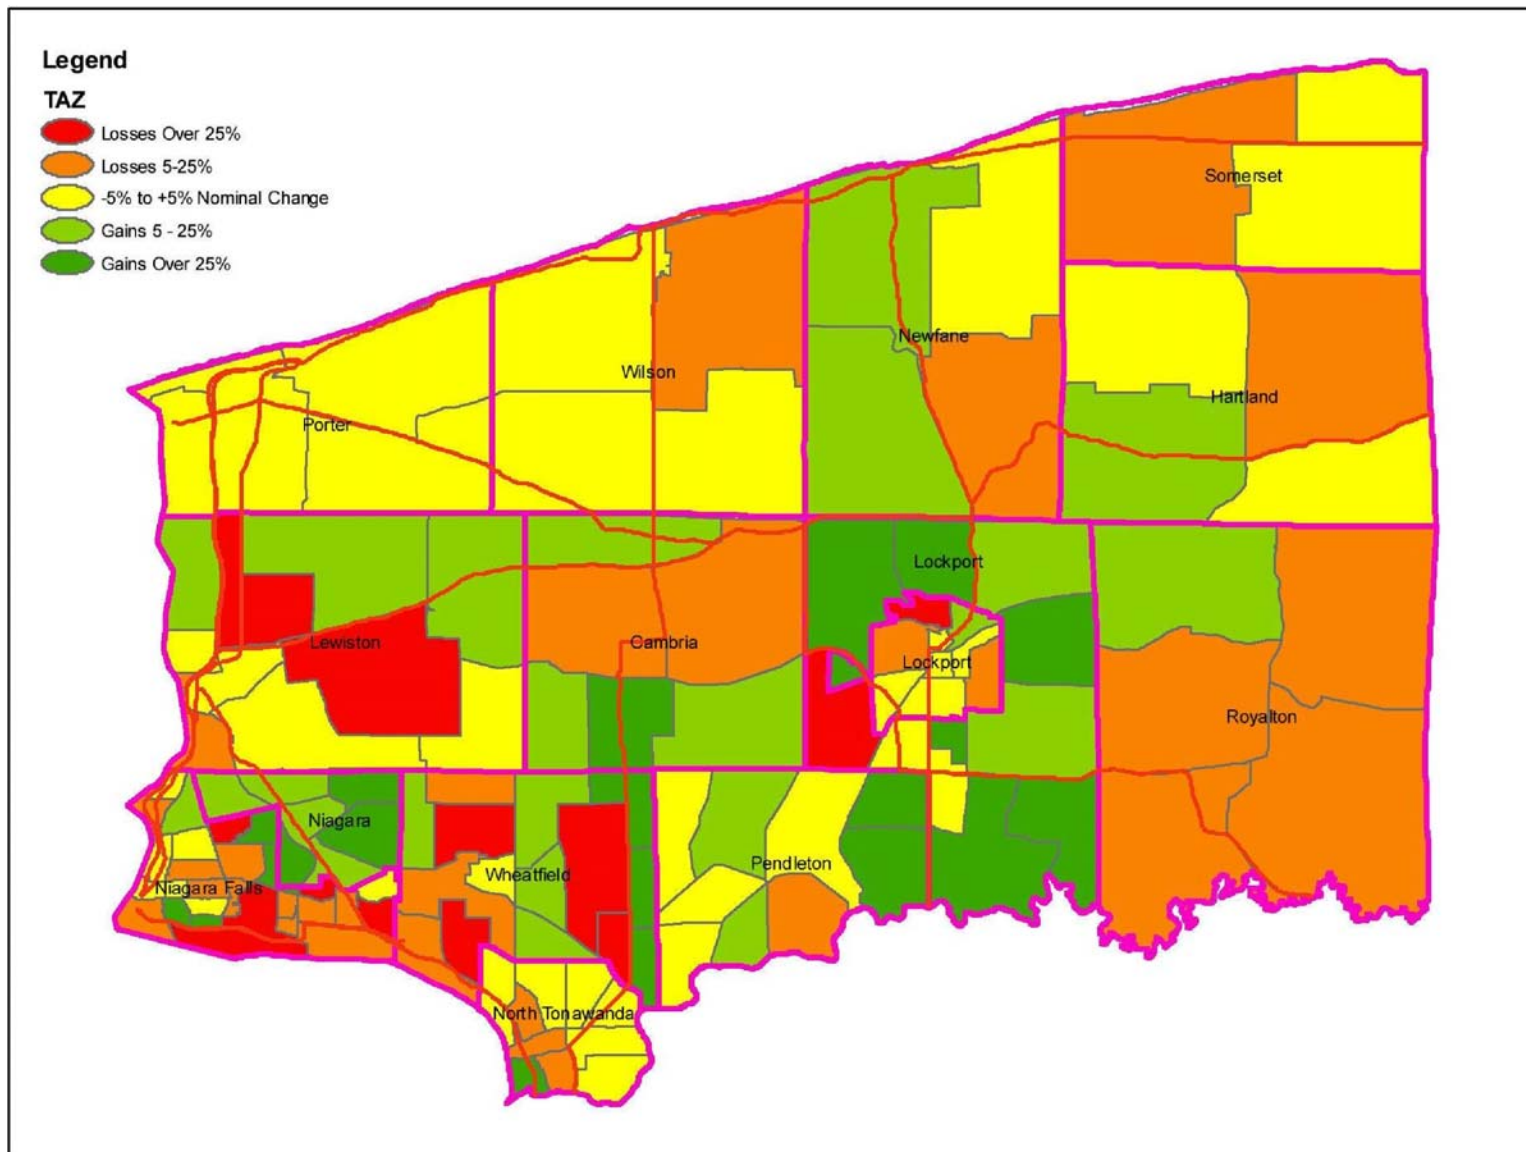 Legend
TAZ
Losses Over 25%
Losses 5-25%
-5% to +5% Nominal Change
Gains 5 - 25%
Gains Over 25%
Somerset
Newfane
Wilson
Hartland
Porter
Lockport
Lewiston
Cambria
Lockport
Royalton
Niagara
Pendleton
Wheatfield
Niagara Falls
North Tonawanda